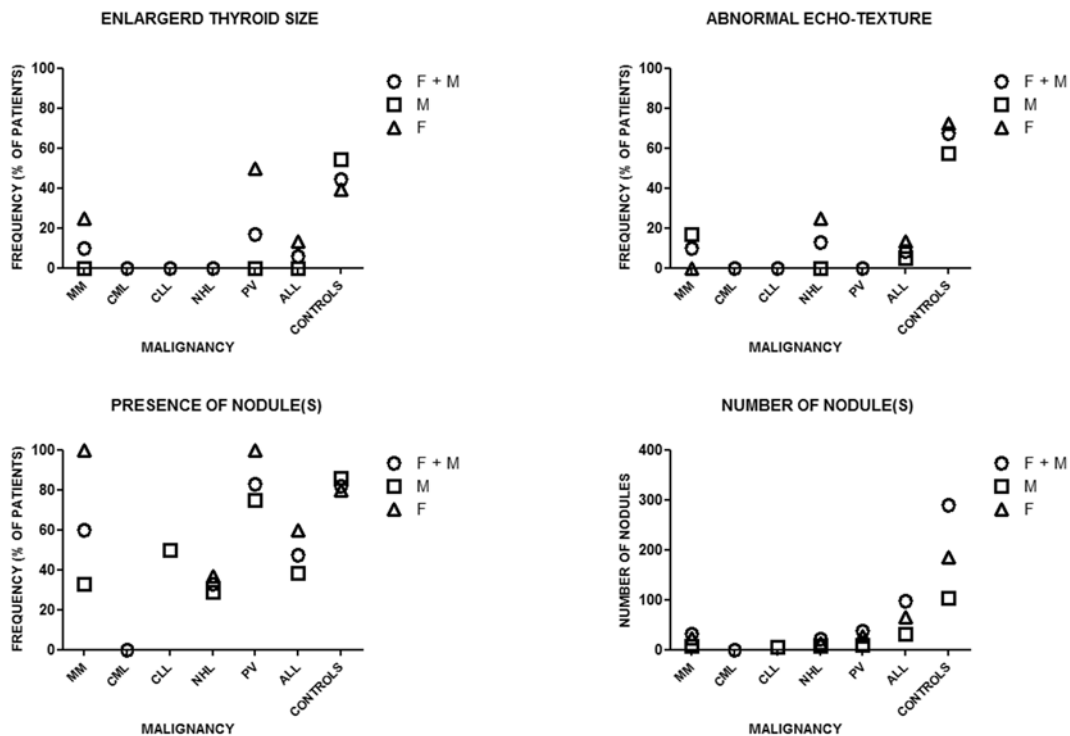 ENLARGERD THYROID SIZE
FREQUENCY (% OF PATIENTS)
100
80
60
40
20
0
MM
CML
CLL
NHL
PV
ALL
CONTROLS
MALIGNANCY
F + M
M
F
ABNORMAL ECHO-TEXTURE
FREQUENCY (% OF PATIENTS)
100
80
60
40
20
0
MM
CML
CLL
NHL
PV
ALL
CONTROLS
MALIGNANCY
F + M
M
F
PRESENCE OF NODULE(S)
FREQUENCY (% OF PATIENTS)
100
80
60
40
20
0
MM
CML
CLL
NHL
PV
ALL
CONTROLS
MALIGNANCY
F + M
M
F
NUMBER OF NODULE(S)
NUMBER OF NODULES
400
300
200
100
0
MM
CML
CLL
NHL
PV
ALL
CONTROLS
MALIGNANCY
F + M
M
F